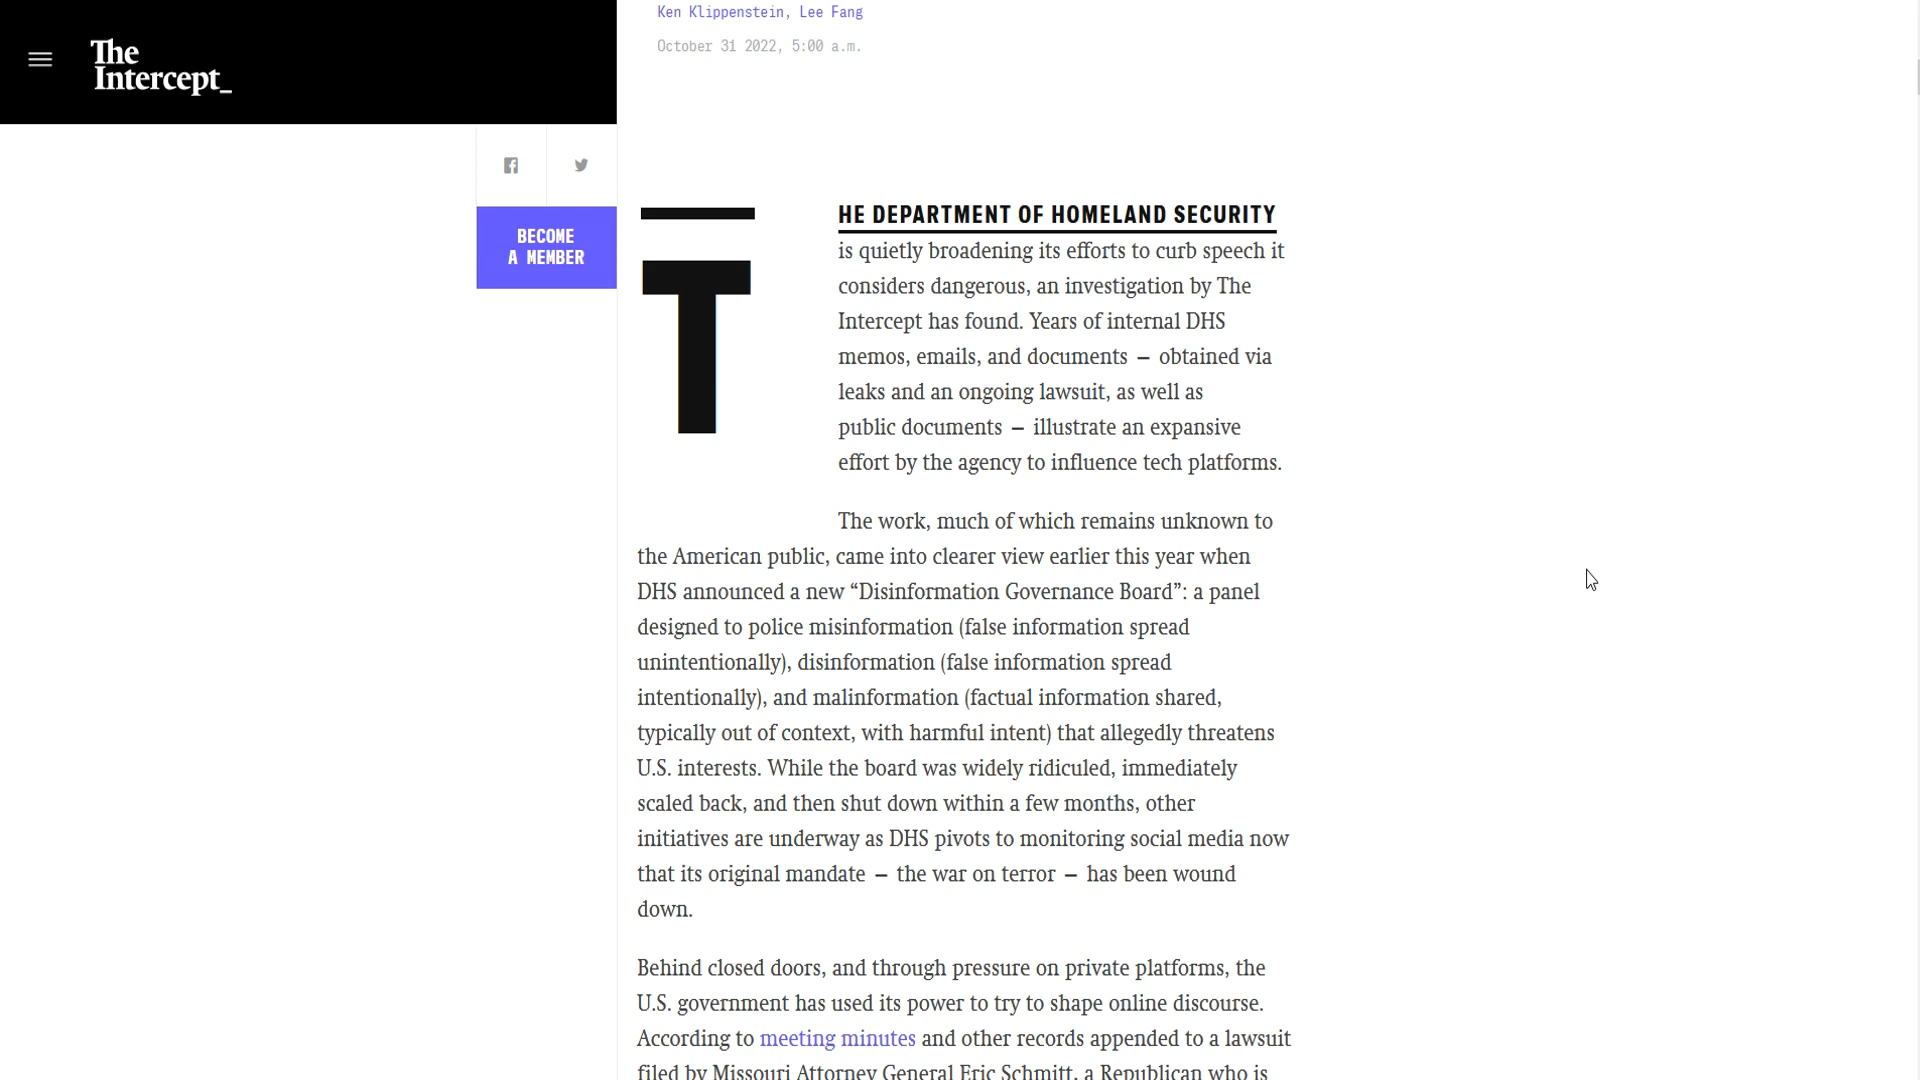 The
Intercept_
Ken Klippenstein, Lee Fang
October 31 2022, 5:00 a.m.
BECOME
A MEMBER
THE DEPARTMENT OF HOMELAND SECURITY
is quietly broadening its efforts to curb speech it
considers dangerous, an investigation by The
Intercept has found. Years of internal DHS
memos, emails, and documents — obtained via
leaks and an ongoing lawsuit, as well as
public documents — illustrate an expansive
effort by the agency to influence tech platforms.
The work, much of which remains unknown to
the American public, came into clearer view earlier this year when
DHS announced a new “Disinformation Governance Board”: a panel
designed to police misinformation (false information spread
unintentionally), disinformation (false information spread
intentionally), and malinformation (factual information shared,
typically out of context, with harmful intent) that allegedly threatens
U.S. interests. While the board was widely ridiculed, immediately
scaled back, and then shut down within a few months, other
initiatives are underway as DHS pivots to monitoring social media now
that its original mandate — the war on terror — has been wound
down.
Behind closed doors, and through pressure on private platforms, the
U.S. government has used its power to try to shape online discourse.
According to meeting minutes and other records appended to a lawsuit
filed by Missouri Attorney General Eric Schmitt, a Republican who is